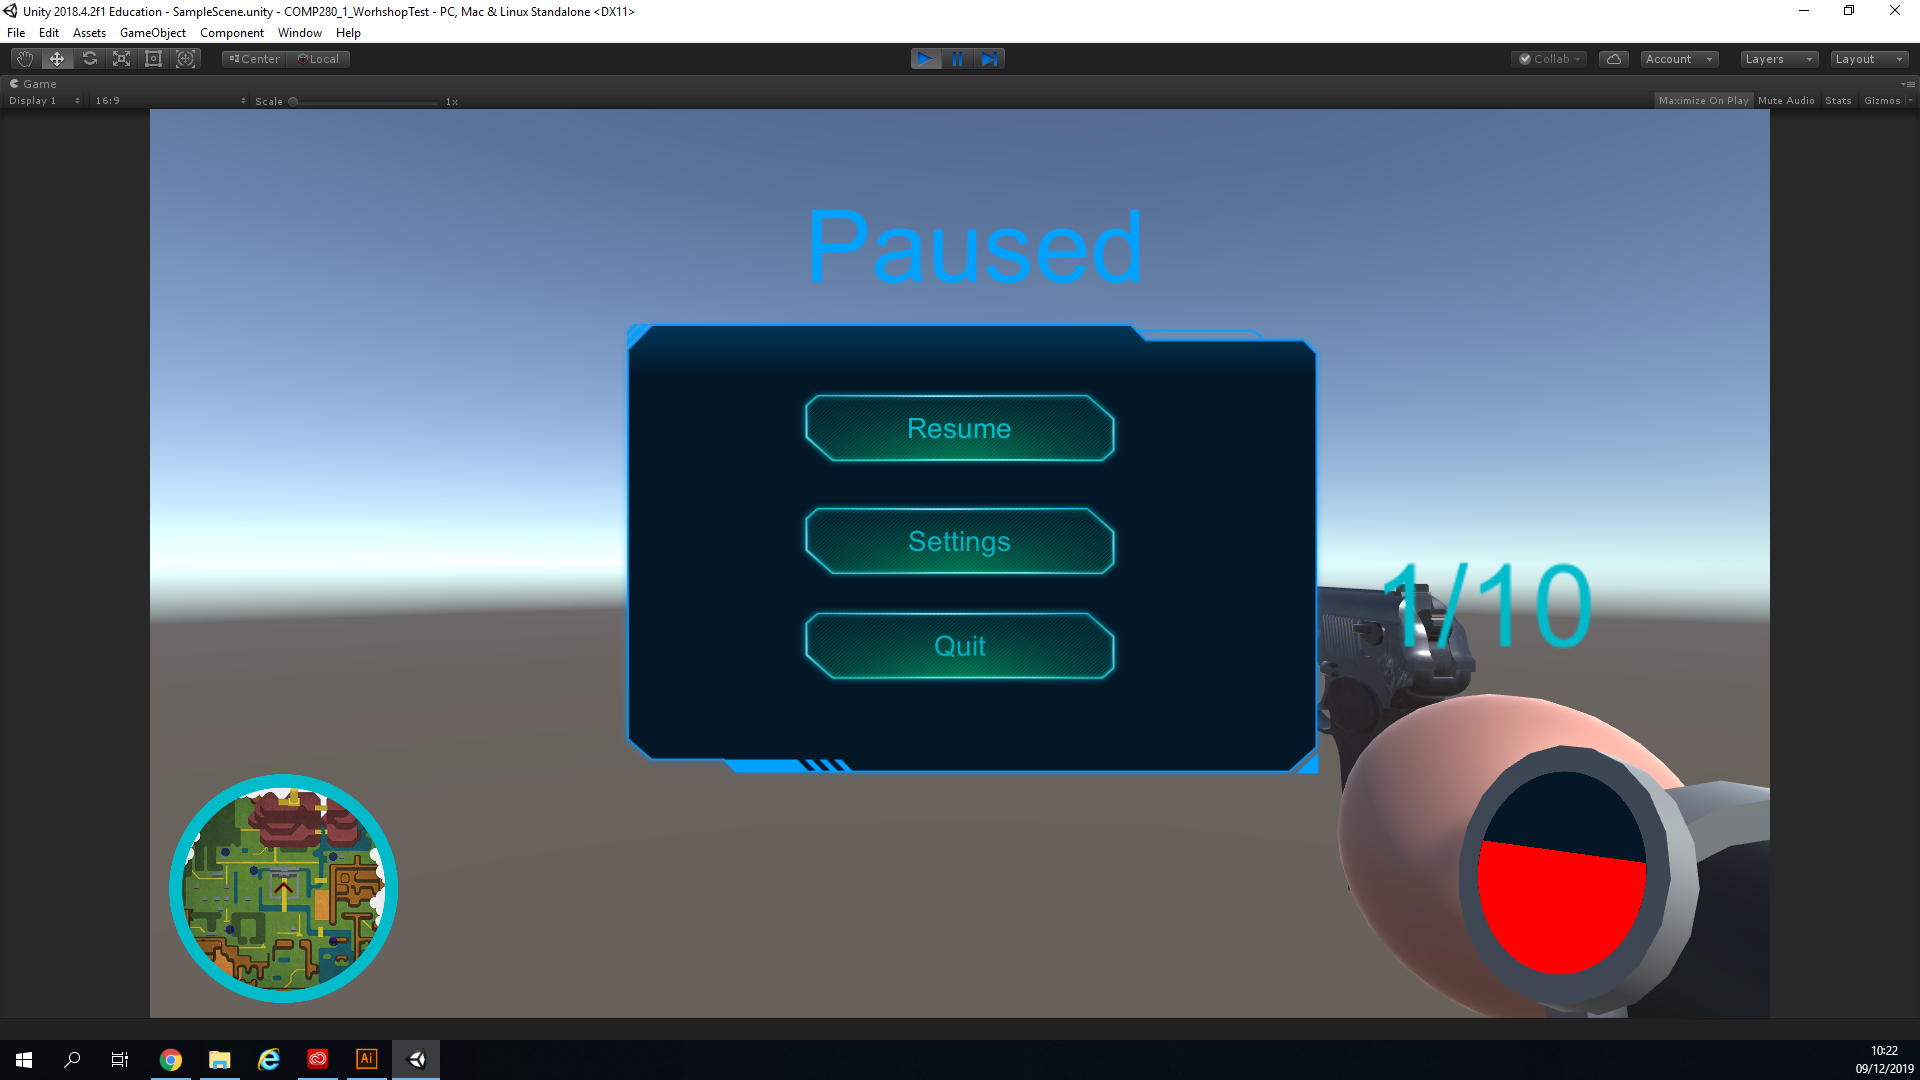 Unity 2018.4.2f1 Education - SampleScene.unity - COMP280_1_WorhshopTest - PC, Mac & Linux Standalone <DX11>
File Edit Assets GameObject Component Window Help
Center Local Collab Account Layers Layout
Game
Display 1 16:9 Scale 1x Maximize On Play Mute Audio Stats Gizmos
Paused
Resume
Settings
Quit
1/10
Ai
10:22
09/12/2019